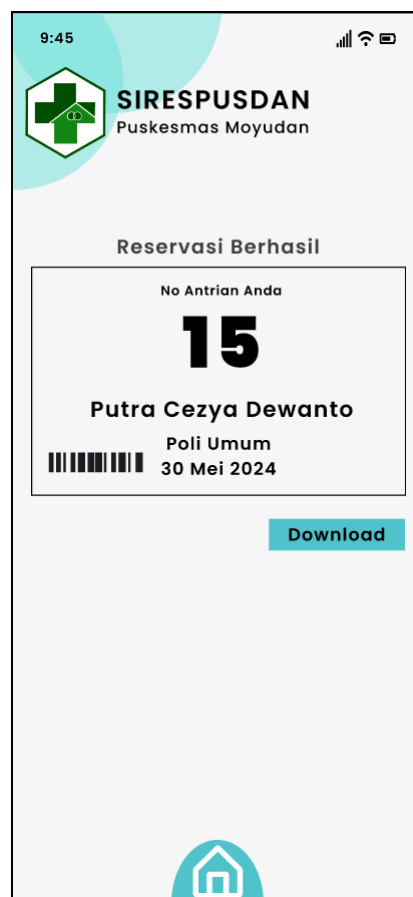 9:45
SIRESPUSDAN
Puskesmas Moyudan
Reservasi Berhasil
No Antrian Anda
15
Putra Cezya Dewanto
Poli Umum
30 Mei 2024
Download